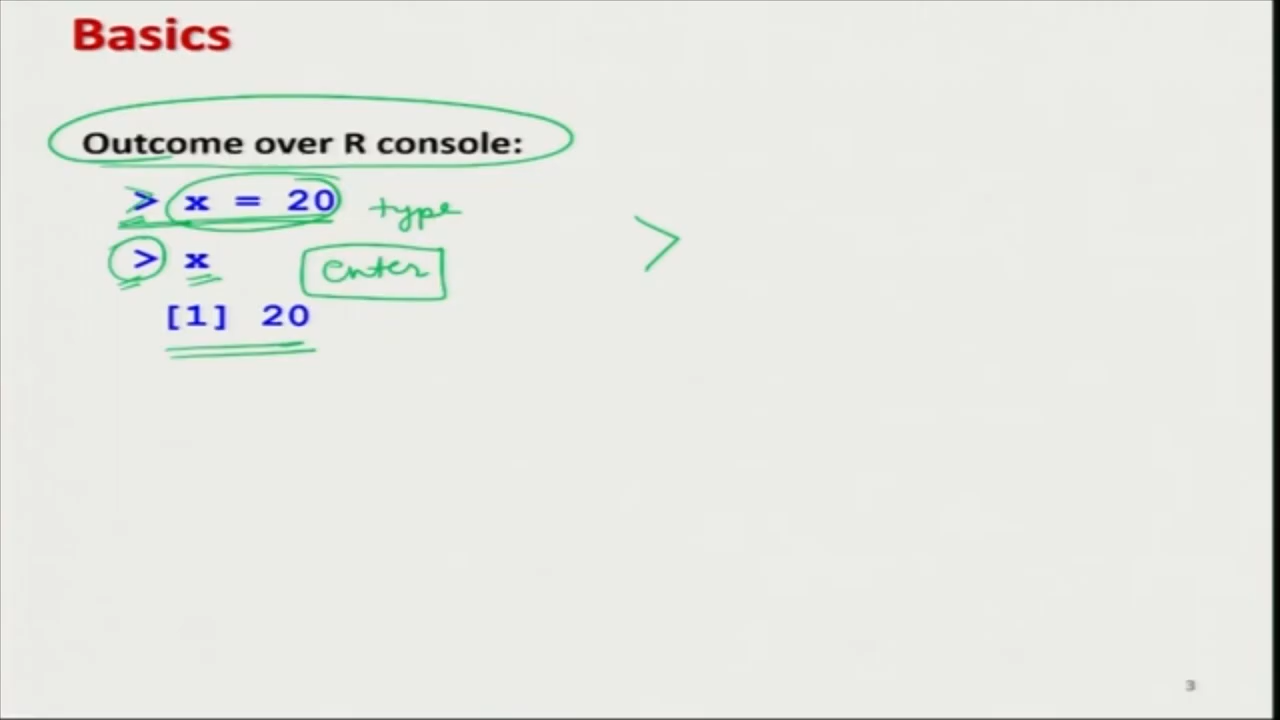 Basics
Outcome over R console:
> x = 20 type
> x enter
[1] 20
>
3